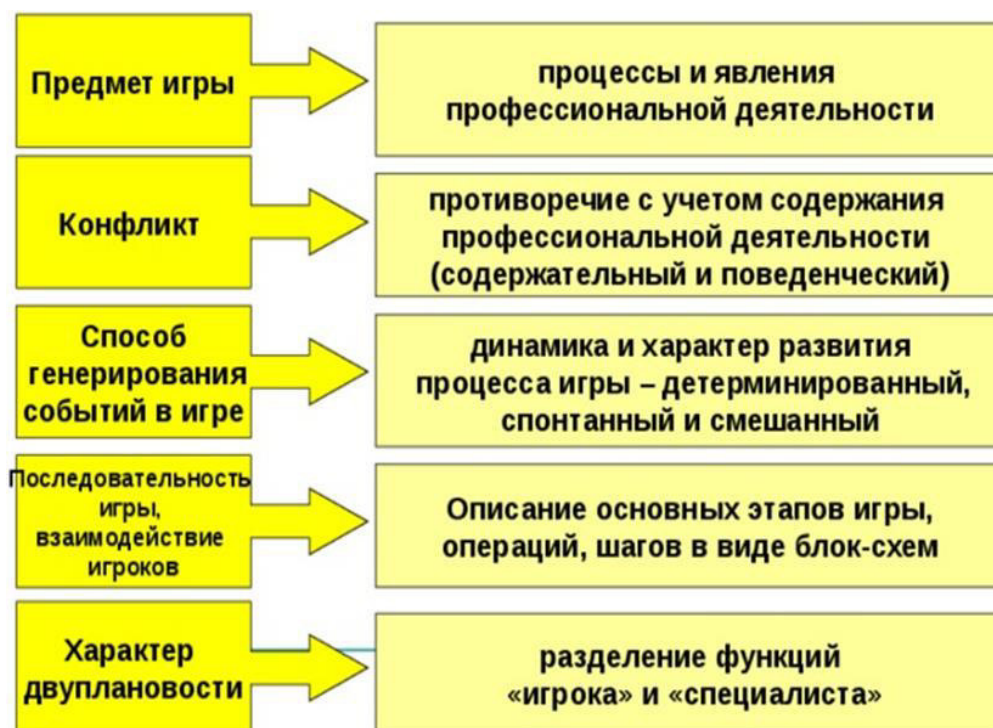 Предмет игры
процессы и явления
профессиональной деятельности
Конфликт
противоречие с учетом содержания
профессиональной деятельности
(содержательный и поведенческий)
Способ
генерирования
событий в игре
динамика и характер развития
процесса игры – детерминированный,
спонтанный и смешанный
Последовательность
игры,
взаимодействие
игроков
Описание основных этапов игры,
операций, шагов в виде блок-схем
Характер
двуплановости
разделение функций
«игрока» и «специалиста»